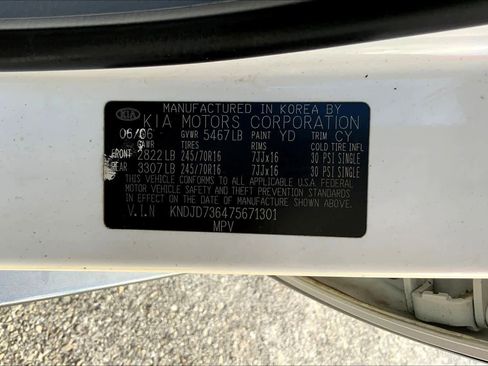 MANUFACTURED IN KOREA BY
KIA KIA MOTORS CORPORATION
06/06 GVWR 5467LB PAINT YD TRIM CY
GAWR TIRES RIMS COLD TIRE INFL
FRONT 2822LB 245/70R16 7JJx16 30 PSI SINGLE
REAR 3307LB 245/70R16 7JJx16 30 PSI SINGLE
THIS VEHICLE CONFORMS TO ALL APPLICABLE U.S.A. FEDERAL
MOTOR VEHICLE SAFETY AND THEFT PREVENTION STANDARDS
IN EFFECT ON THE DATE OF MANUFACTURE SHOWN ABOVE.
V.I.N KNDJD736475671301
MPV